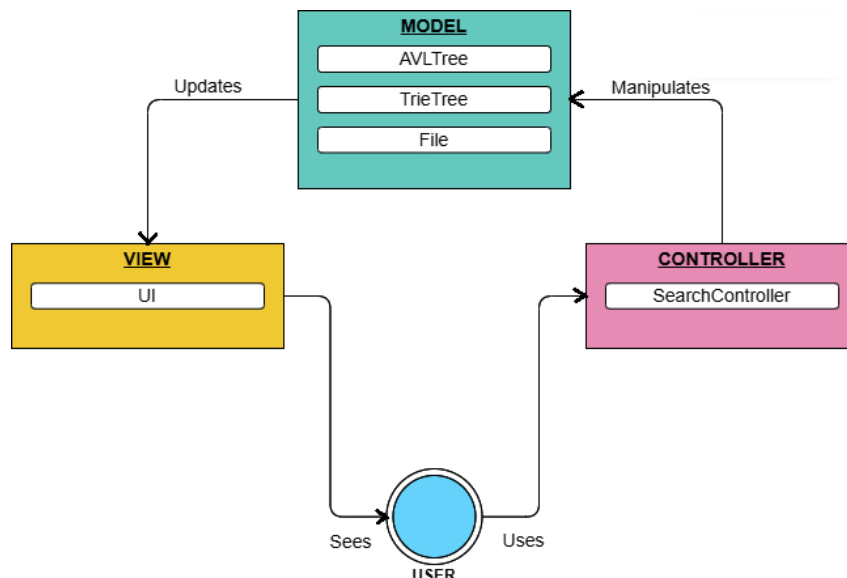 MODEL
AVLTree
Updates
TrieTree
Manipulates
File
VIEW
CONTROLLER
UI
SearchController
Sees
Uses
USER